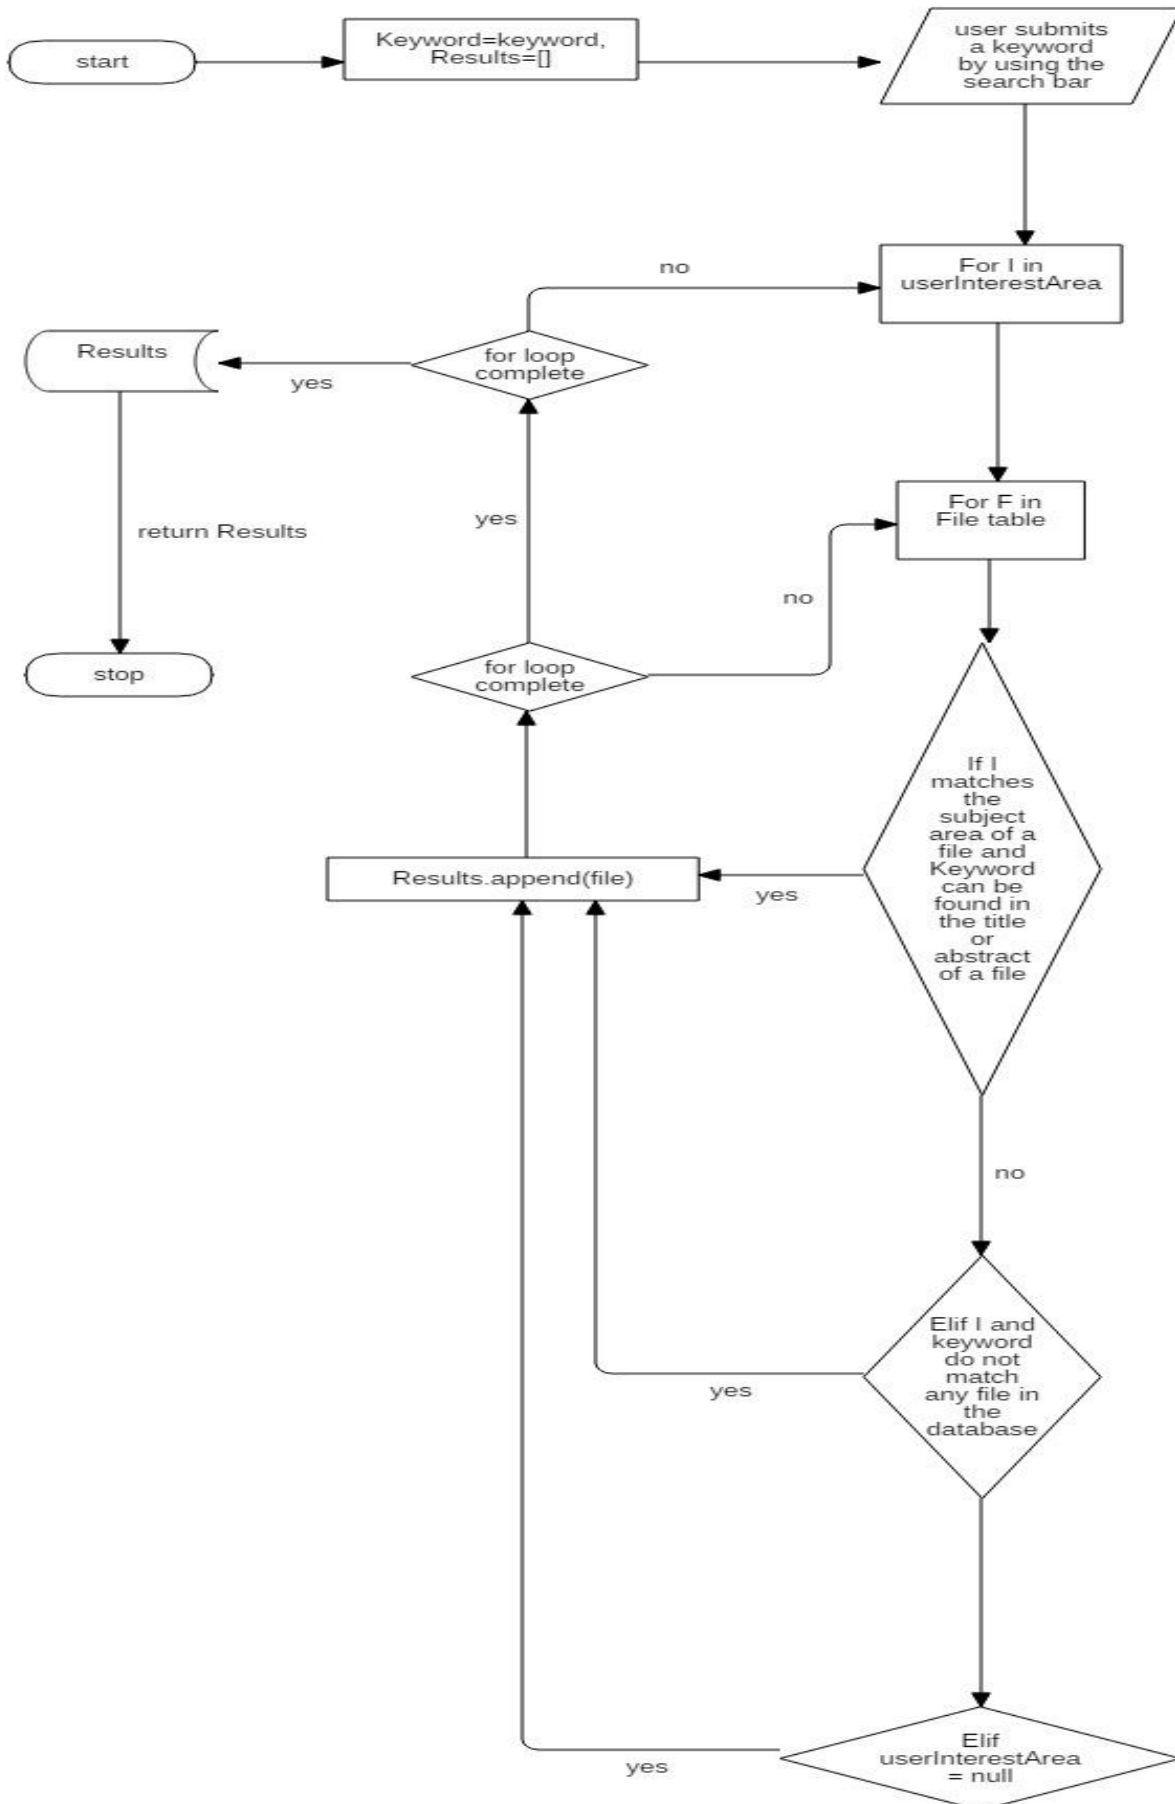 start
Keyword=keyword,
Results=[]
user submits
a keyword
by using the
search bar
no
For I in
userInterestArea
Results
yes
for loop
complete
For F in
File table
yes
return Results
no
stop
for loop
complete
If I
matches
the
subject
area of a
file and
Keyword
can be
found in
the title
or
abstract
of a file
Results.append(file)
yes
no
Elif I and
keyword
do not
match
any file in
the
database
yes
Elif
userInterestArea
= null
yes